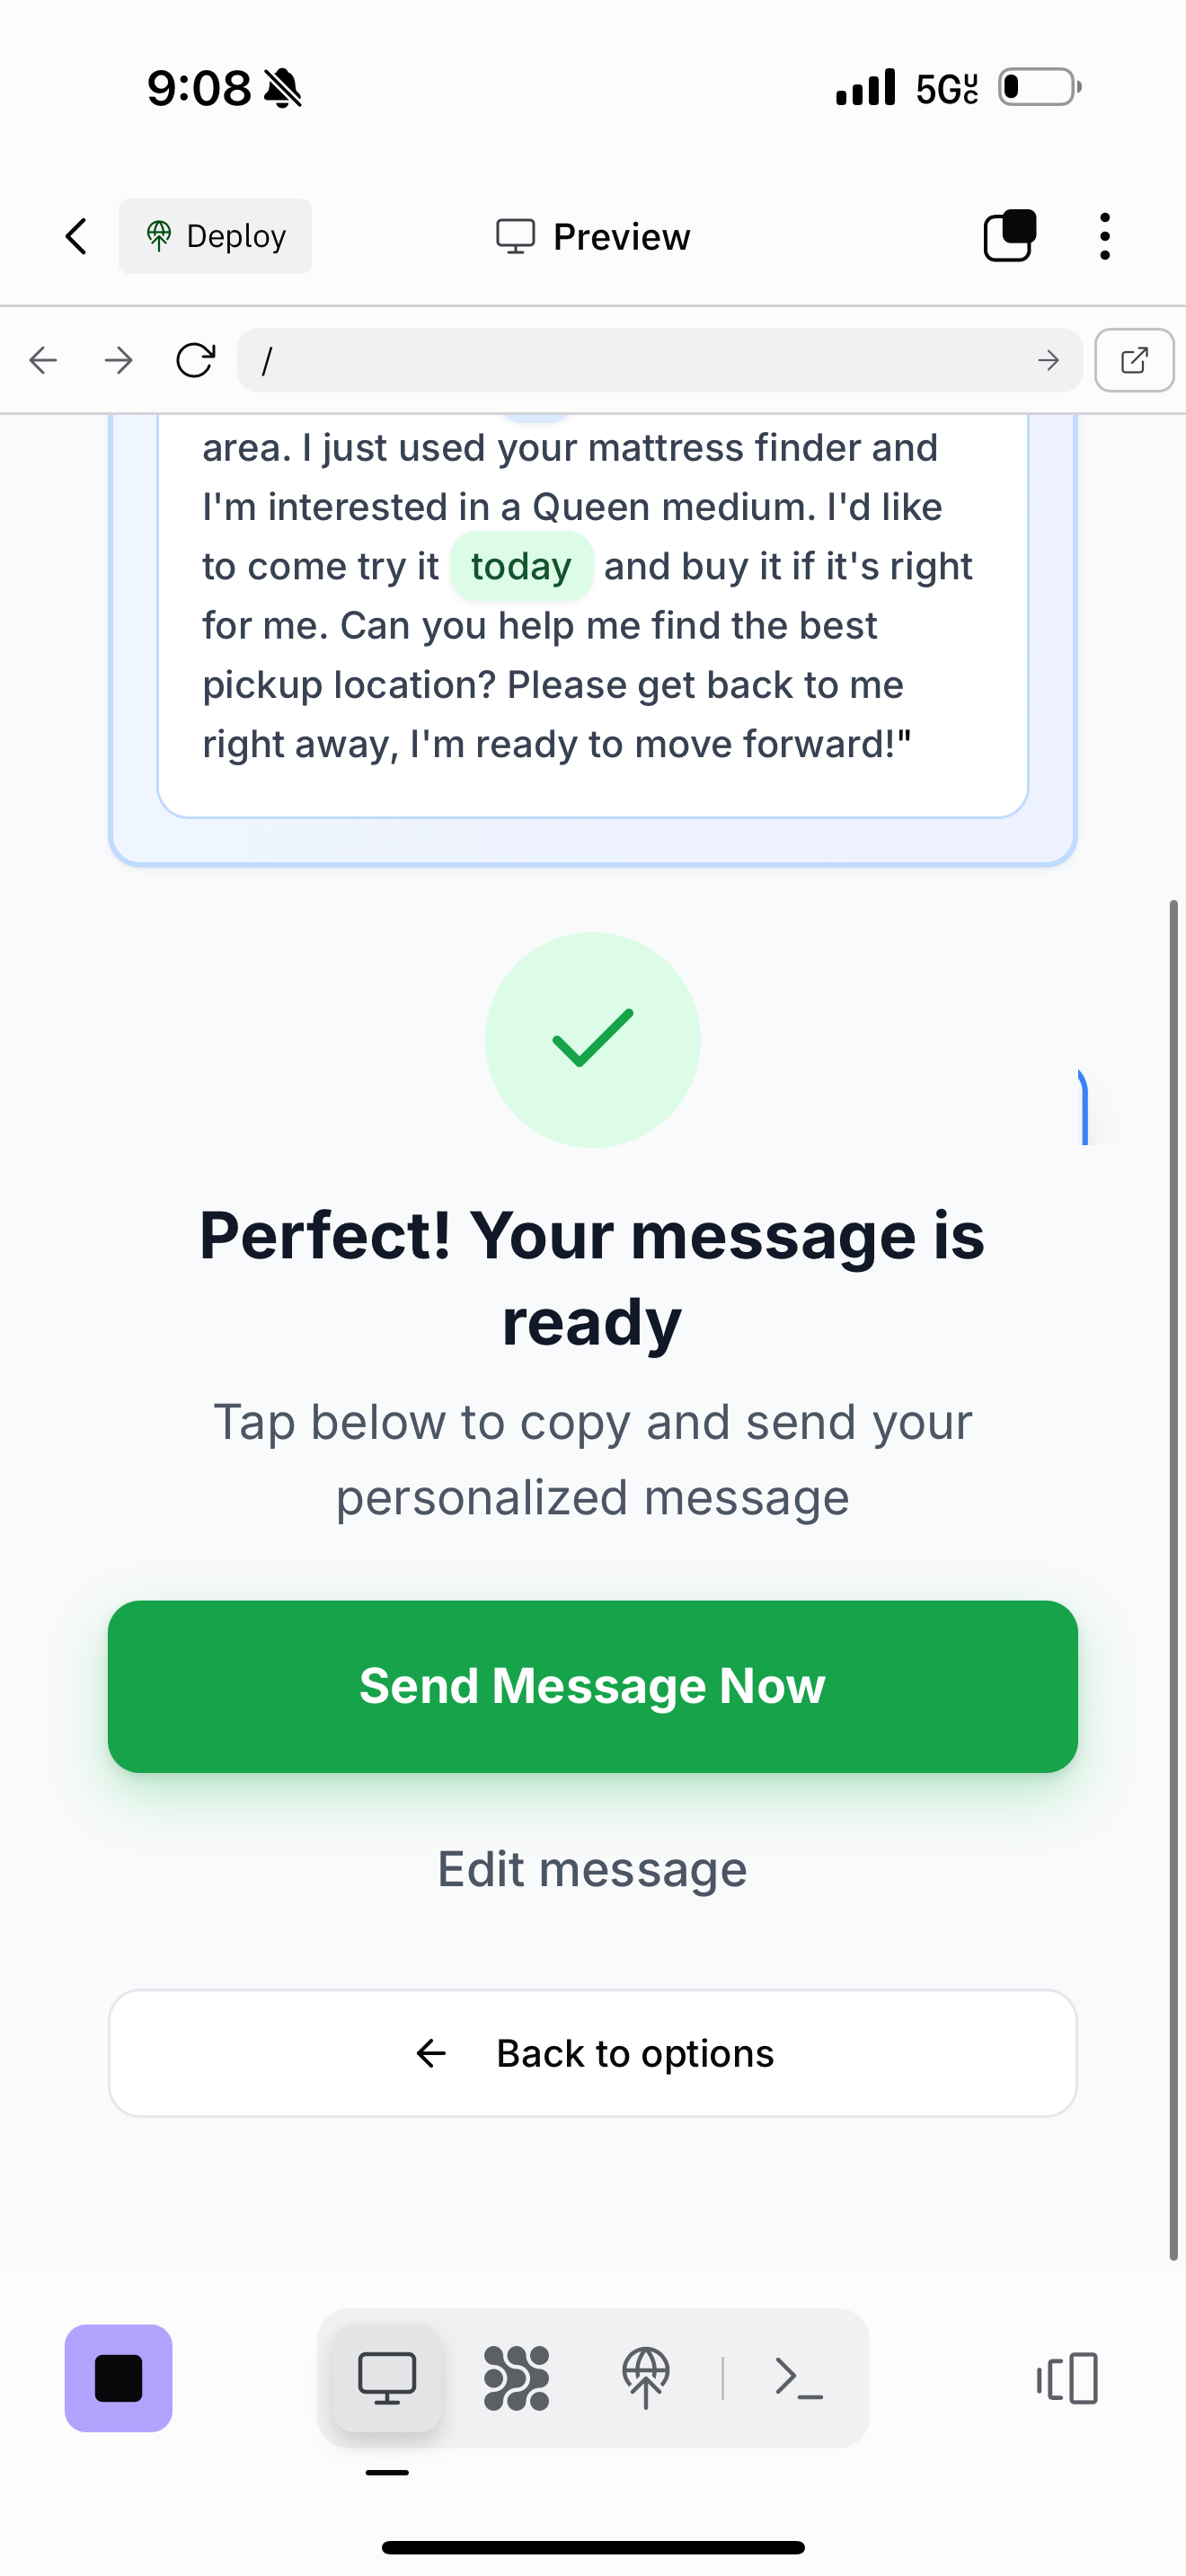 9:08
5GUC
Deploy
Preview
/
area. I just used your mattress finder and
I'm interested in a Queen medium. I'd like
to come try it today and buy it if it's right
for me. Can you help me find the best
pickup location? Please get back to me
right away, I'm ready to move forward!"
Perfect! Your message is
ready
Tap below to copy and send your
personalized message
Send Message Now
Edit message
Back to options